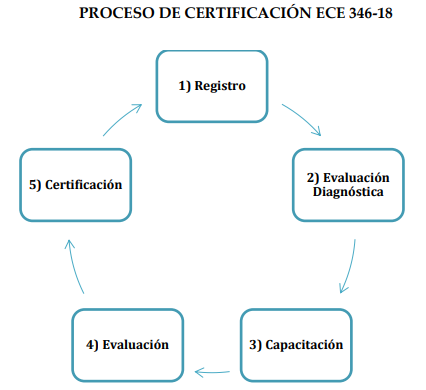 PROCESO DE CERTIFICACIÓN ECE 346-18
1) Registro
2) Evaluación
Diagnóstica
3) Capacitación
4) Evaluación
5) Certificación